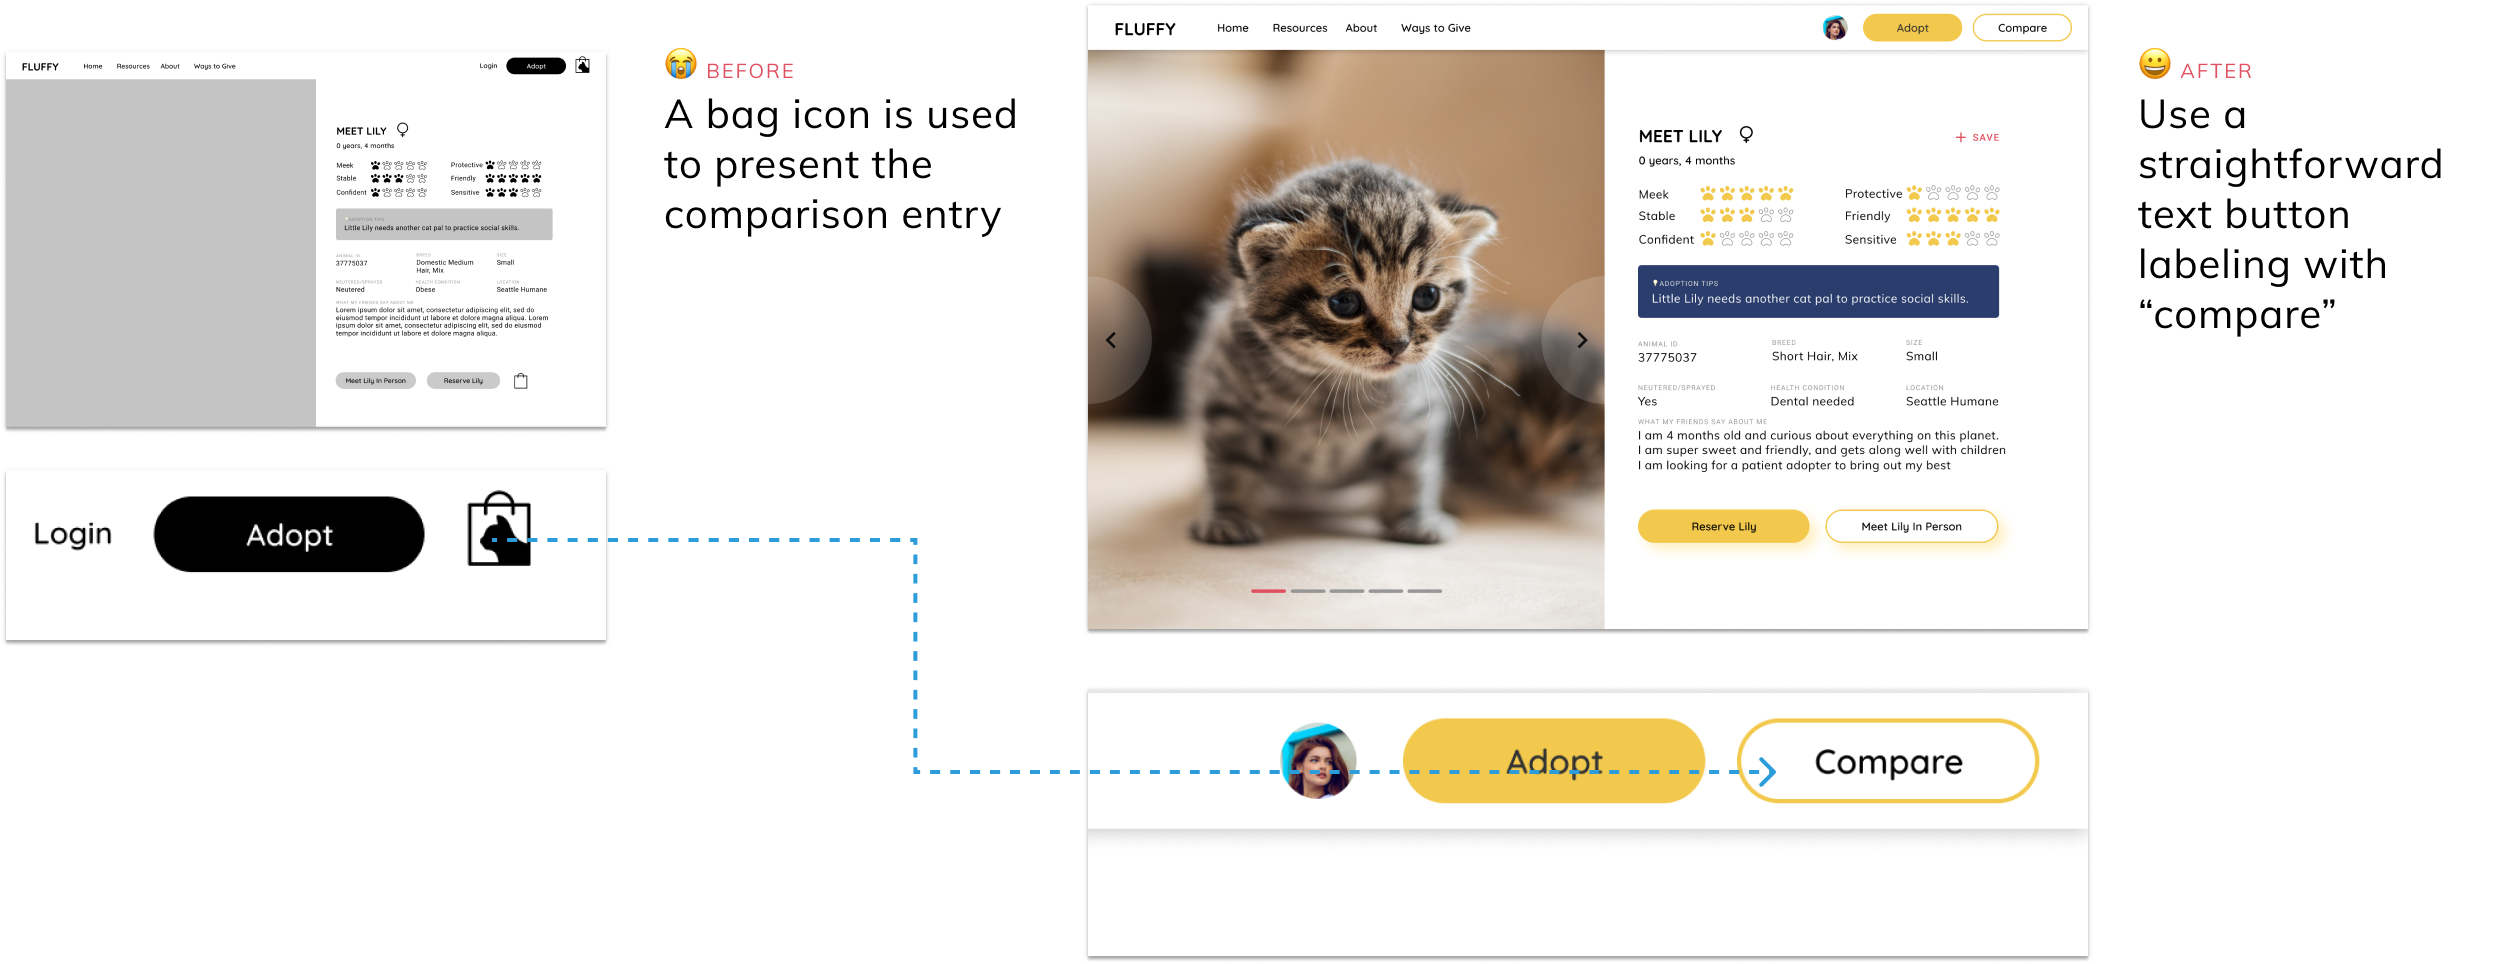 FLUFFY
Home Resources About Ways to Give
Login Adopt
MEET LILY
0 years, 4 months
Meek Protective
Stable Friendly
Confident Sensitive
ADOPTION TIPS
Little Lily needs another cat pal to practice social skills.
ANIMAL ID BREED SIZE
37775037 Domestic Medium Small
Hair, Mix
NEUTERED/SPRAYED HEALTH CONDITION LOCATION
Neutered Obese Seattle Humane
WHAT MY FRIENDS SAY ABOUT ME
Lorem ipsum dolor sit amet, consectetur adipiscing elit, sed do
eiusmod tempor incididunt ut labore et dolore magna aliqua. Lorem
ipsum dolor sit amet, consectetur adipiscing elit, sed do eiusmod
tempor incididunt ut labore et dolore magna aliqua.
Meet Lily In Person Reserve Lily
Login Adopt
BEFORE
A bag icon is used
to present the
comparison entry
FLUFFY
Home Resources About Ways to Give
Adopt Compare
MEET LILY
+ SAVE
0 years, 4 months
Meek Protective
Stable Friendly
Confident Sensitive
ADOPTION TIPS
Little Lily needs another cat pal to practice social skills.
ANIMAL ID BREED SIZE
37775037 Short Hair, Mix Small
NEUTERED/SPRAYED HEALTH CONDITION LOCATION
Yes Dental needed Seattle Humane
WHAT MY FRIENDS SAY ABOUT ME
I am 4 months old and curious about everything on this planet.
I am super sweet and friendly, and gets along well with children
I am looking for a patient adopter to bring out my best
Reserve Lily Meet Lily In Person
Adopt Compare
AFTER
Use a
straightforward
text button
labeling with
“compare”